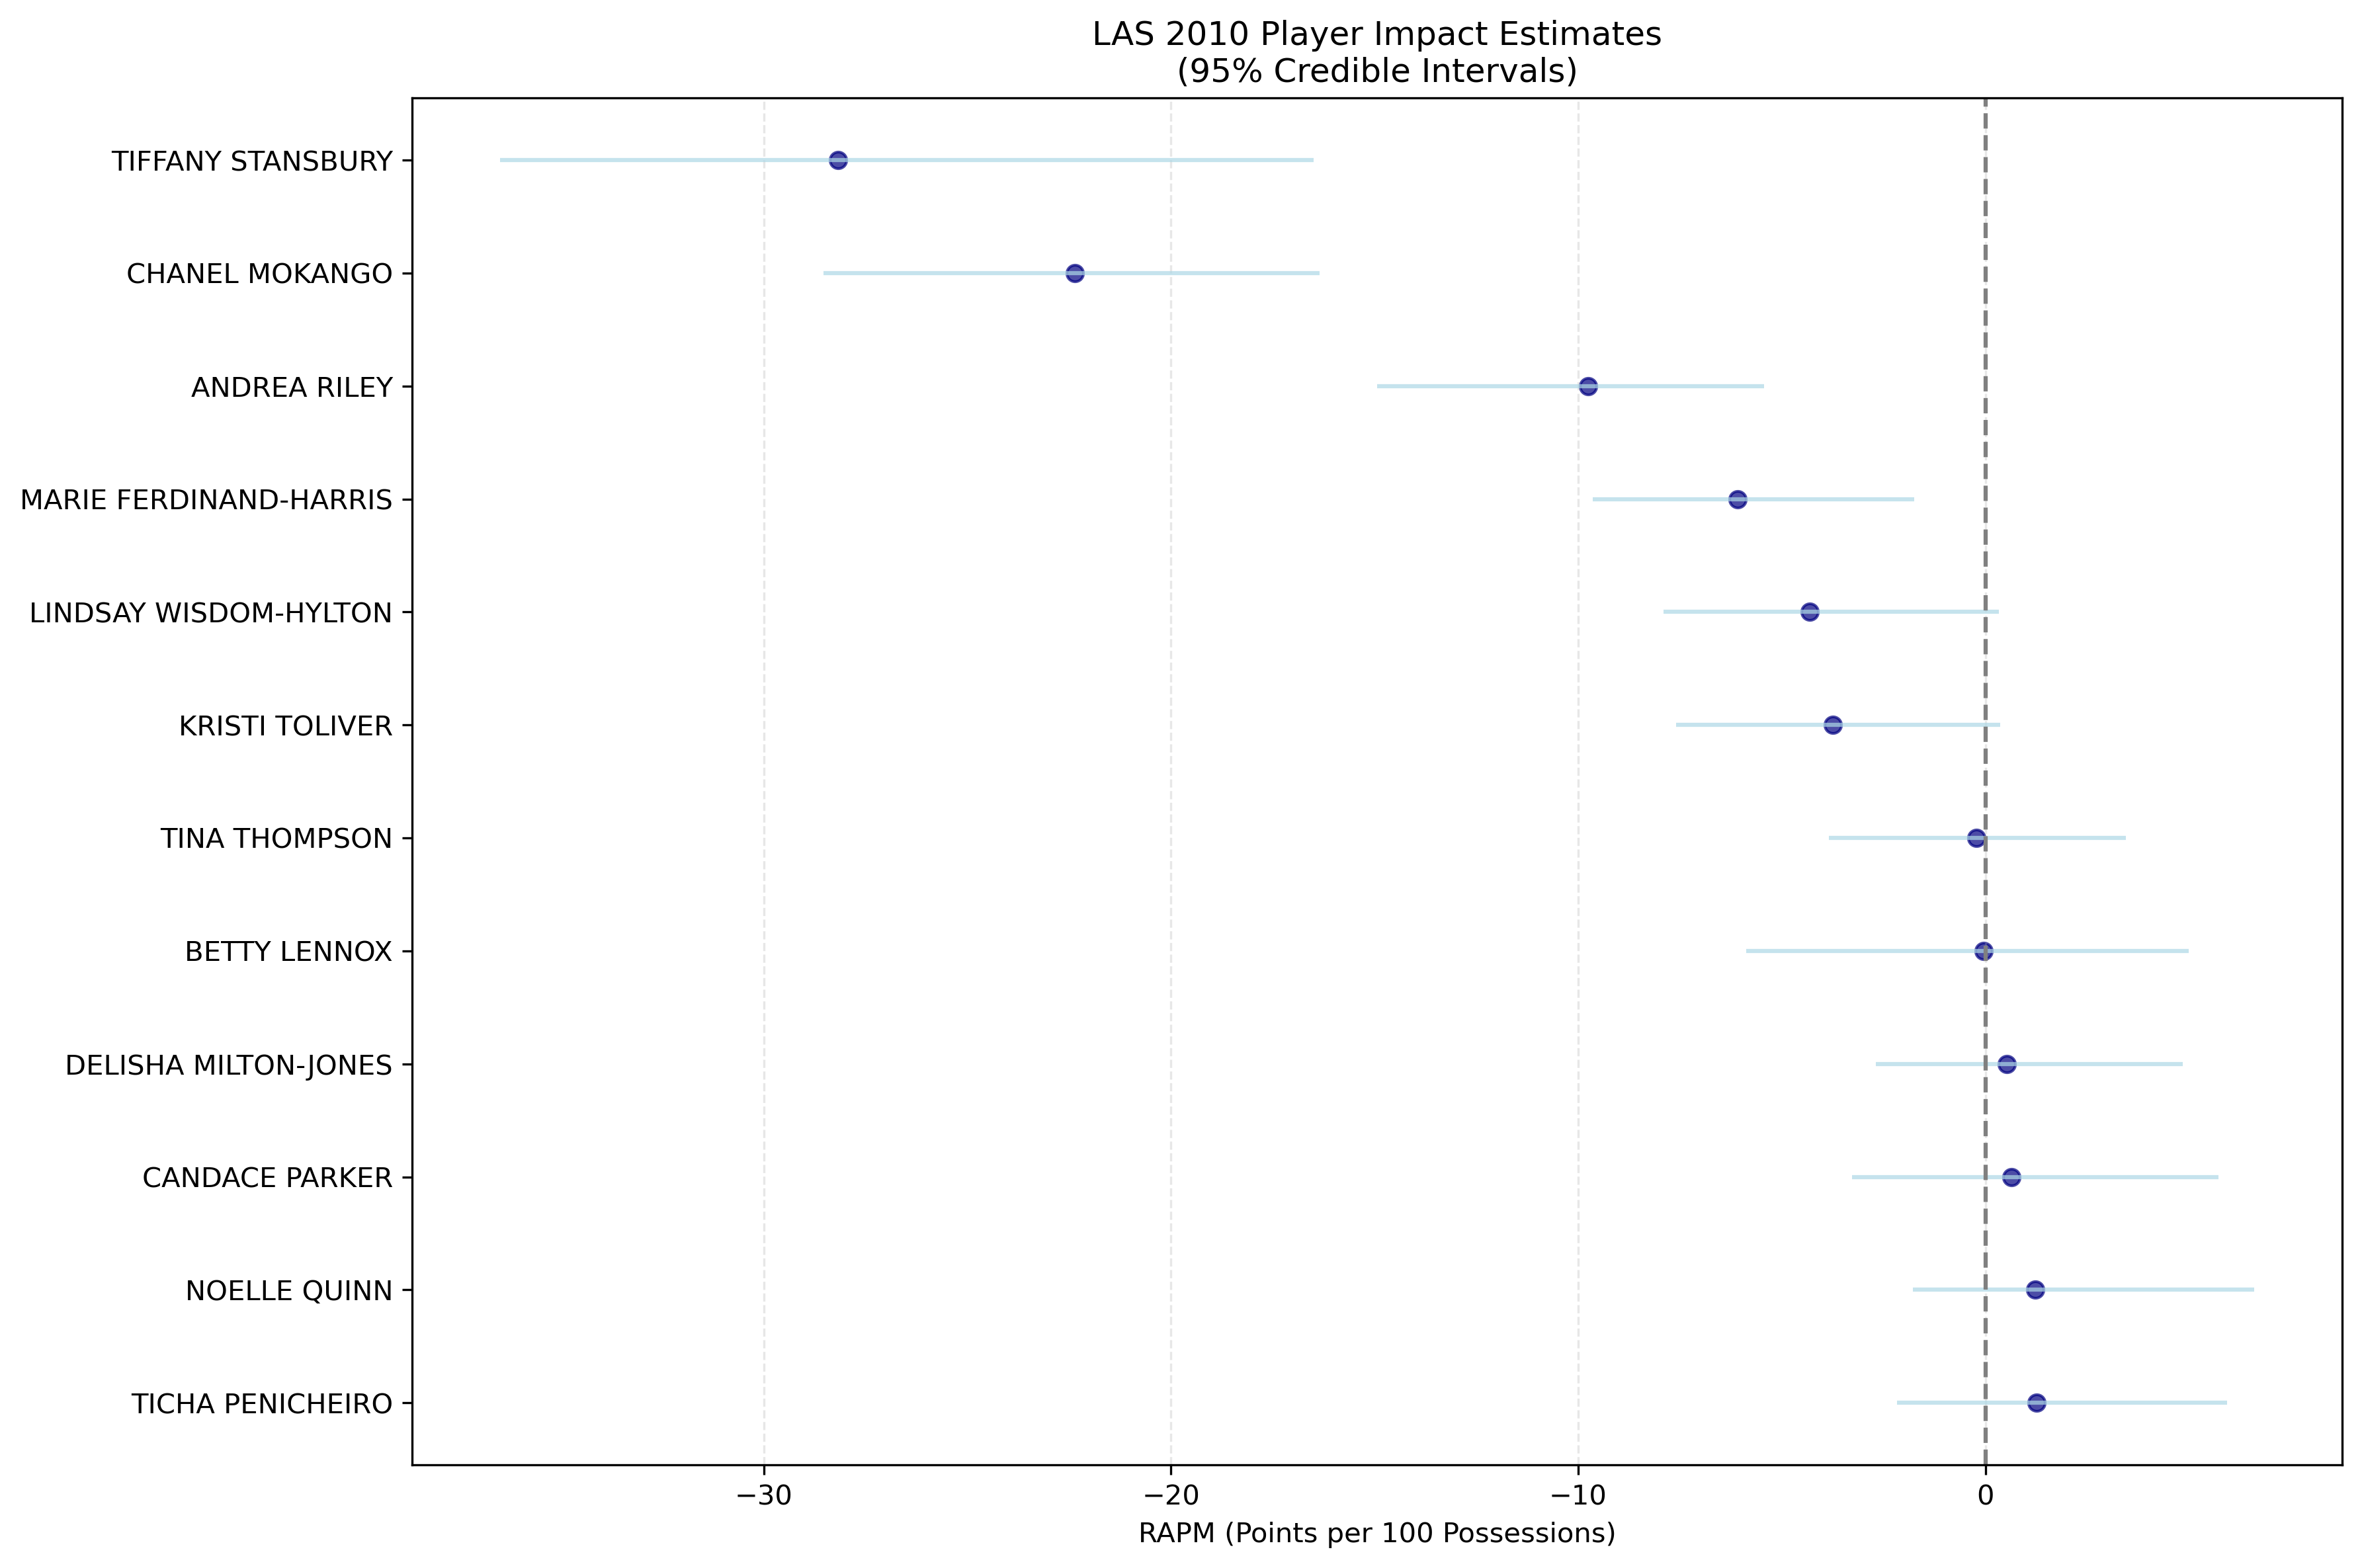 LAS 2010 Player Impact Estimates
(95% Credible Intervals)
TIFFANY STANSBURY
CHANEL MOKANGO
ANDREA RILEY
MARIE FERDINAND-HARRIS
LINDSAY WISDOM-HYLTON
KRISTI TOLIVER
TINA THOMPSON
BETTY LENNOX
DELISHA MILTON-JONES
CANDACE PARKER
NOELLE QUINN
TICHA PENICHEIRO
−30 −20 −10 0
RAPM (Points per 100 Possessions)